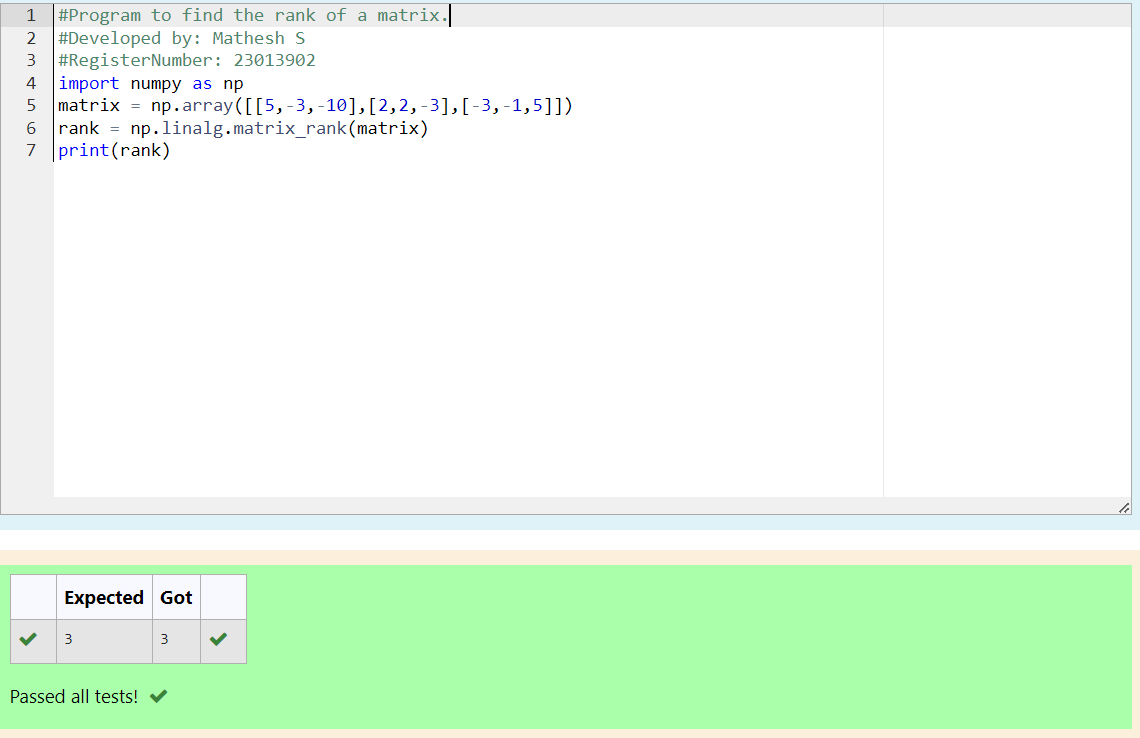 1 #Program to find the rank of a matrix.
2 #Developed by: Mathesh S
3 #RegisterNumber: 23013902
4 import numpy as np
5 matrix = np.array([[5,-3,-10],[2,2,-3],[-3,-1,5]])
6 rank = np.linalg.matrix_rank(matrix)
7 print(rank)
Expected Got
3 3
Passed all tests!